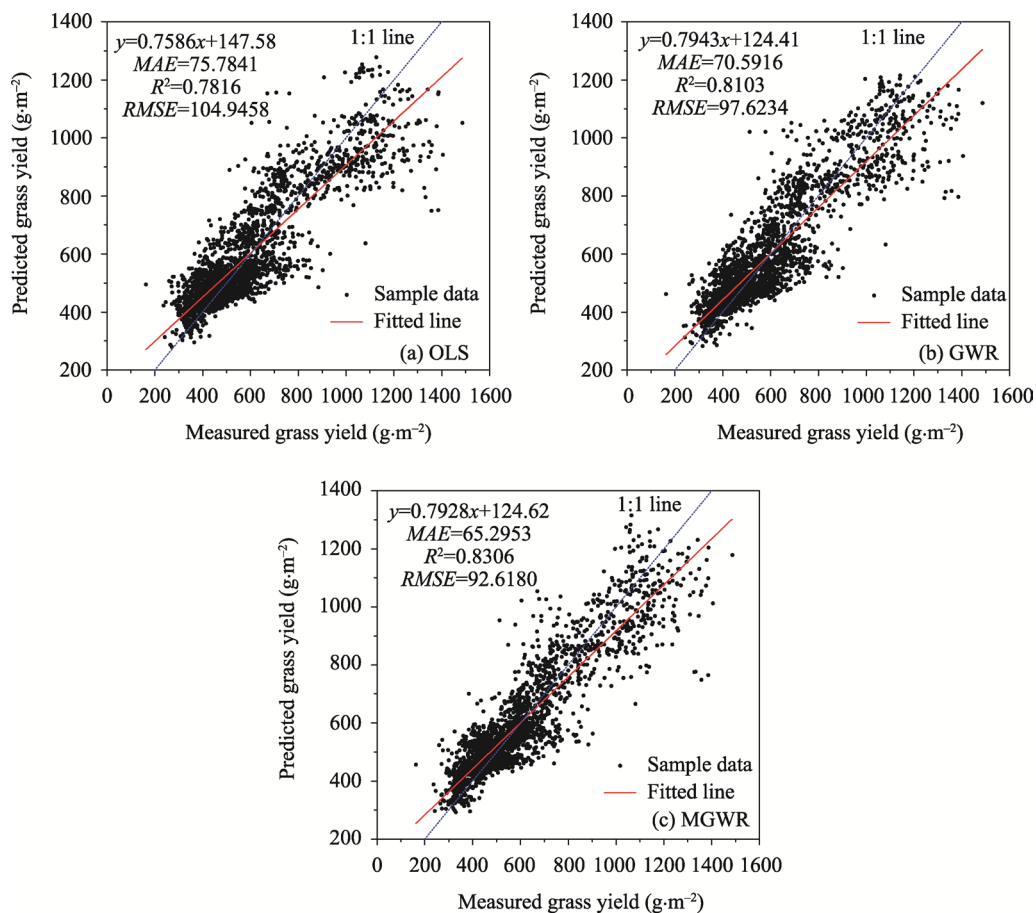 1400
1200
1000
800
600
400
200
0 200 400 600 800 1000 1200 1400 1600
Predicted grass yield (g·m⁻²)
Measured grass yield (g·m⁻²)
y=0.7586x+147.58
MAE=75.7841
R²=0.7816
RMSE=104.9458
1:1 line
Sample data
Fitted line
(a) OLS
1400
1200
1000
800
600
400
200
0 200 400 600 800 1000 1200 1400 1600
Predicted grass yield (g·m⁻²)
Measured grass yield (g·m⁻²)
y=0.7943x+124.41
MAE=70.5916
R²=0.8103
RMSE=97.6234
1:1 line
Sample data
Fitted line
(b) GWR
1400
1200
1000
800
600
400
200
0 200 400 600 800 1000 1200 1400 1600
Predicted grass yield (g·m⁻²)
Measured grass yield (g·m⁻²)
y=0.7928x+124.62
MAE=65.2953
R²=0.8306
RMSE=92.6180
1:1 line
Sample data
Fitted line
(c) MGWR